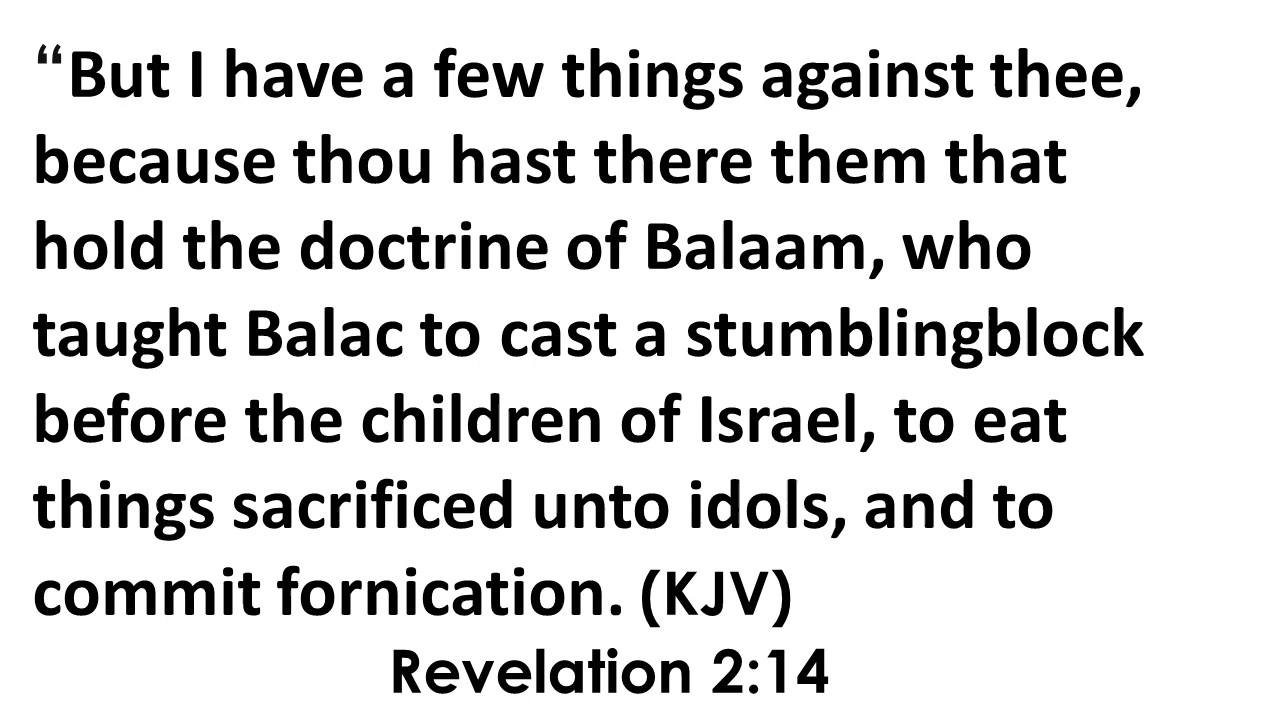 “But I have a few things against thee,
because thou hast there them that
hold the doctrine of Balaam, who
taught Balac to cast a stumblingblock
before the children of Israel, to eat
things sacrificed unto idols, and to
commit fornication. (KJV)
Revelation 2:14